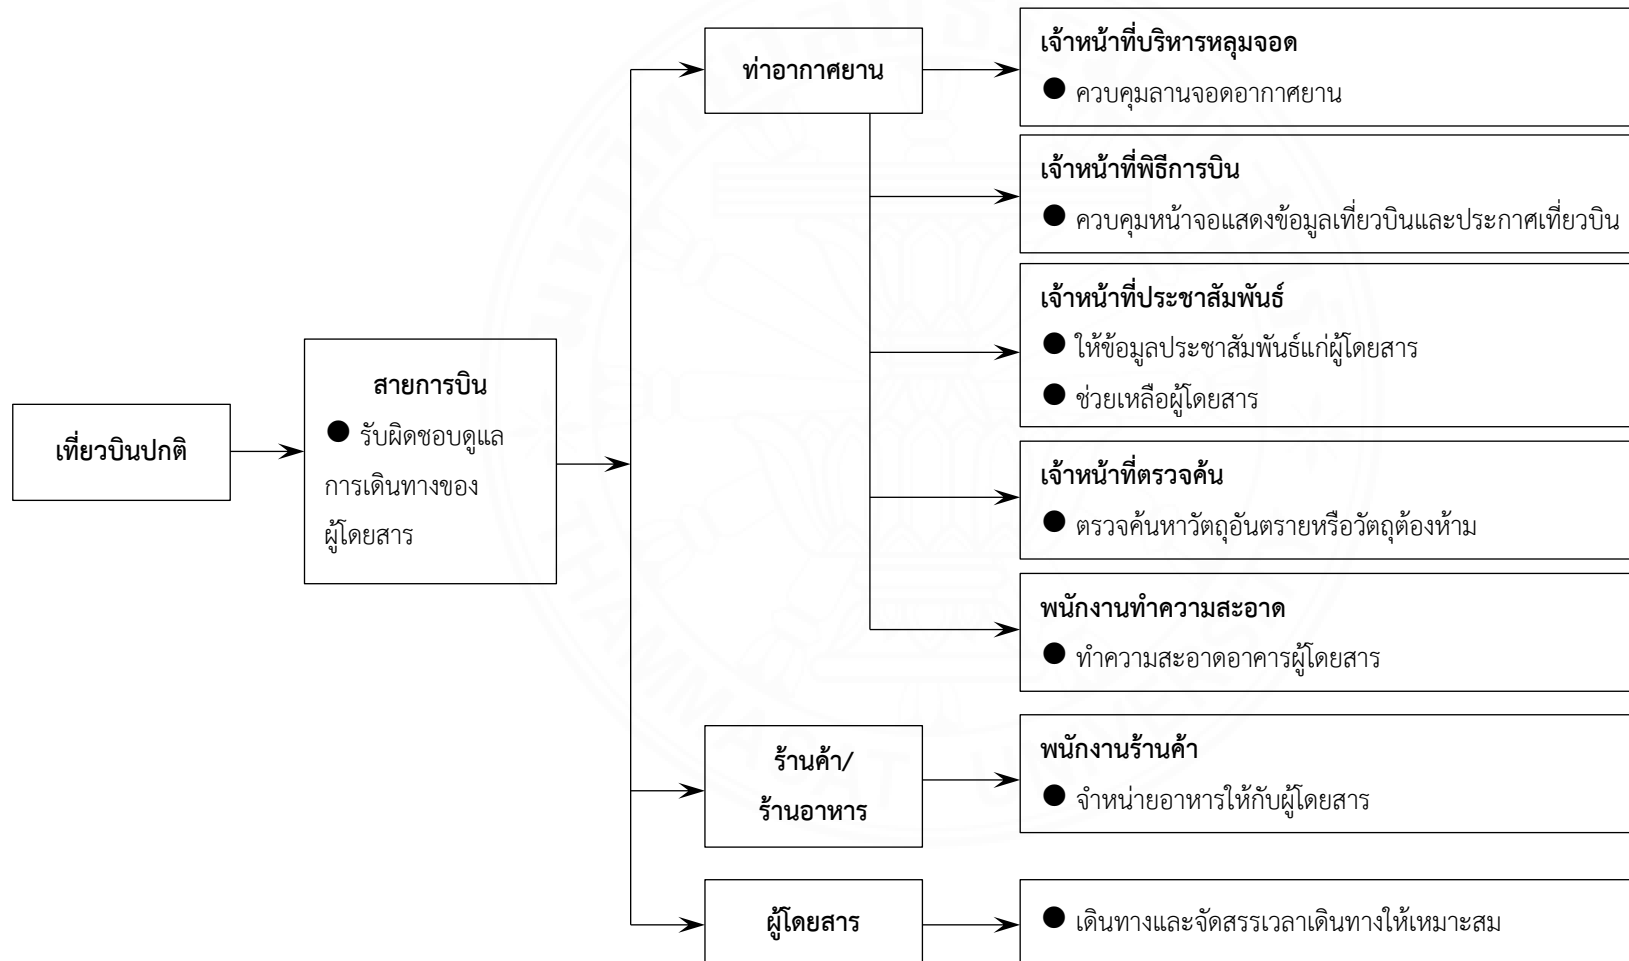 เที่ยวบินปกติ
สายการบิน
● รับผิดชอบดูแล
การเดินทางของ
ผู้โดยสาร
ท่าอากาศยาน
เจ้าหน้าที่บริหารหลุมจอด
● ควบคุมลานจอดอากาศยาน
เจ้าหน้าที่พิธีการบิน
● ควบคุมหน้าจอแสดงข้อมูลเที่ยวบินและประกาศเที่ยวบิน
เจ้าหน้าที่ประชาสัมพันธ์
● ให้ข้อมูลประชาสัมพันธ์แก่ผู้โดยสาร
● ช่วยเหลือผู้โดยสาร
เจ้าหน้าที่ตรวจค้น
● ตรวจค้นหาวัตถุอันตรายหรือวัตถุต้องห้าม
พนักงานทำความสะอาด
● ทำความสะอาดอาคารผู้โดยสาร
ร้านค้า/
ร้านอาหาร
พนักงานร้านค้า
● จำหน่ายอาหารให้กับผู้โดยสาร
ผู้โดยสาร
● เดินทางและจัดสรรเวลาเดินทางให้เหมาะสม